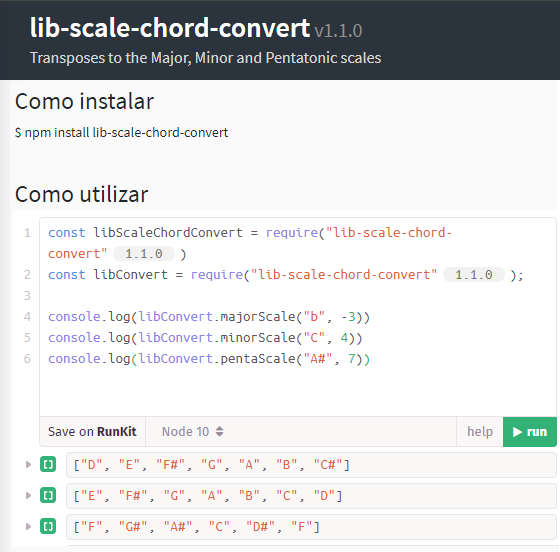 lib-scale-chord-convert v1.1.0
Transposes to the Major, Minor and Pentatonic scales
Como instalar
$ npm install lib-scale-chord-convert
Como utilizar
1 const libScaleChordConvert = require("lib-scale-chord-
convert" 1.1.0 )
2 const libConvert = require("lib-scale-chord-convert" 1.1.0 );
3
4 console.log(libConvert.majorScale("b", -3))
5 console.log(libConvert.minorScale("C", 4))
6 console.log(libConvert.pentaScale("A#", 7))
Save on RunKit Node 10 help run
["D", "E", "F#", "G", "A", "B", "C#"]
["E", "F#", "G", "A", "B", "C", "D"]
["F", "G#", "A#", "C", "D#", "F"]